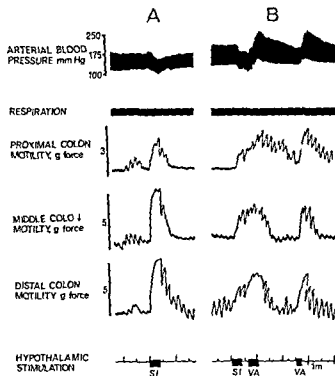 A B
ARTERIAL BLOOD
PRESSURE mm Hg
250
175
100
RESPIRATION
PROXIMAL COLON
MOTILITY, g force
3
MIDDLE COLO↓
MOTILTY, g force
5
DISTAL COLON
MOTILITY g force
5
HYPOTHALAMIC
STIMULATION
SI SI VA VA 1m